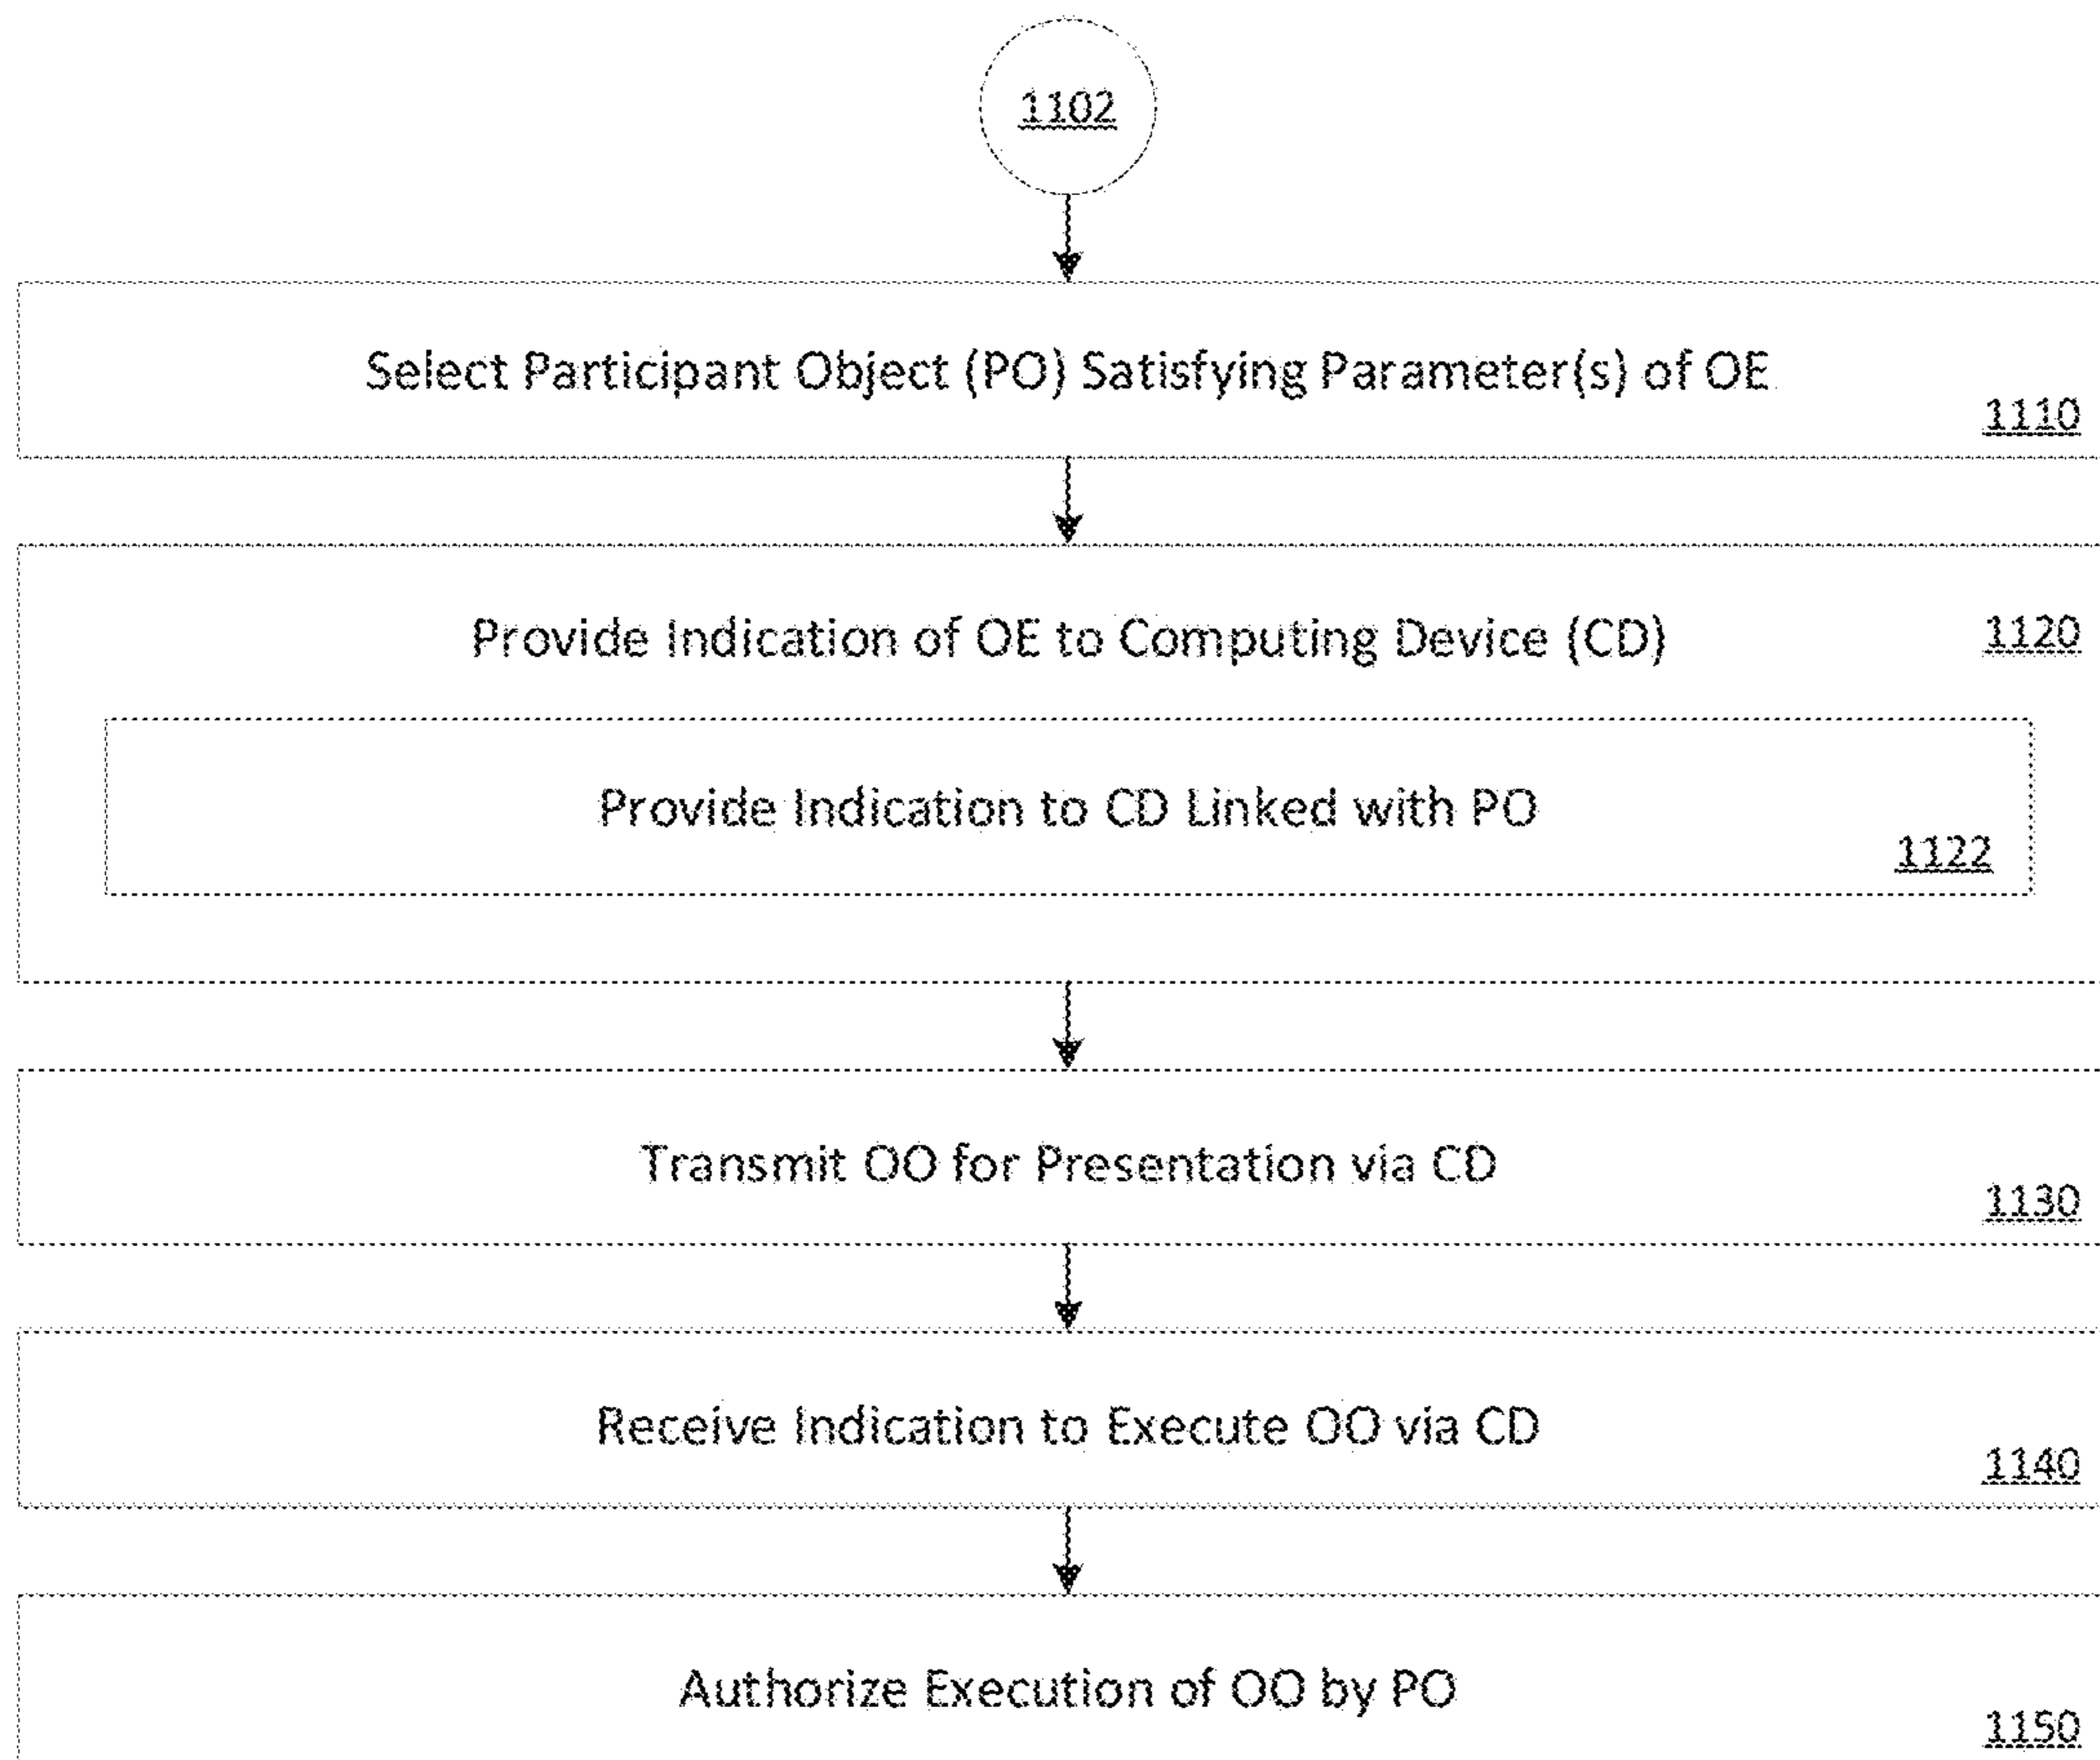 1102
Select Participant Object (PO) Satisfying Parameter(s) of OE
1110
Provide Indication of OE to Computing Device (CD)
1120
Provide Indication to CD Linked with PO
1122
Transmit OO for Presentation via CD
1130
Receive Indication to Execute OO via CD
1140
Authorize Execution of OO by PO
1150